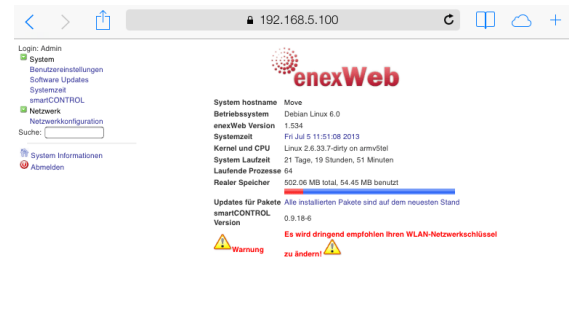 192.168.5.100
Login: Admin
System
Benutzereinstellungen
Software Updates
Systemzeit
smartCONTROL
Netzwerk
Netzwerkkonfiguration
Suche:
System Informationen
Abmelden
enexWeb
System hostname Move
Betriebssystem Debian Linux 6.0
enexWeb Version 1.534
Systemzeit Fri Jul 5 11:51:08 2013
Kernel und CPU Linux 2.6.33.7-dirty on armv5tel
System Laufzeit 21 Tage, 19 Stunden, 51 Minuten
Laufende Prozesse 64
Realer Speicher 502.06 MB total, 54.45 MB benutzt
Updates für Pakete Alle installierten Pakete sind auf dem neuesten Stand
smartCONTROL
Version 0.9.18-6
Warnung
Es wird dringend empfohlen Ihren WLAN-Netzwerkschlüssel
zu ändern!